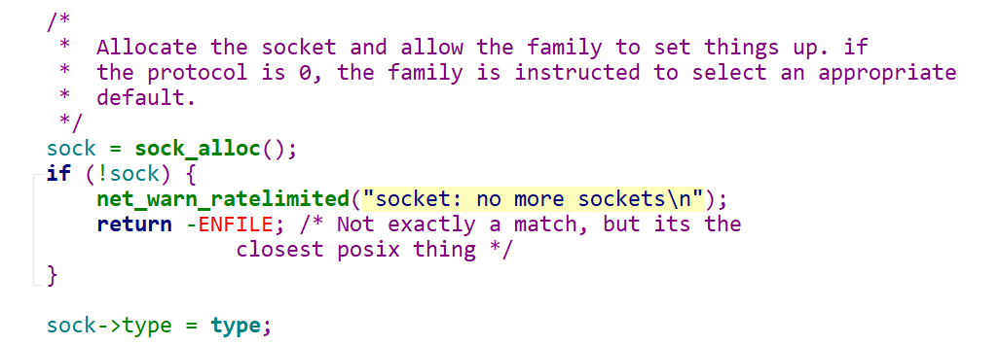 /*
 *  Allocate the socket and allow the family to set things up. if
 *  the protocol is 0, the family is instructed to select an appropriate
 *  default.
 */
sock = sock_alloc();
if (!sock) {
    net_warn_ratelimited("socket: no more sockets\n");
    return -ENFILE; /* Not exactly a match, but its the
               closest posix thing */
}
sock->type = type;